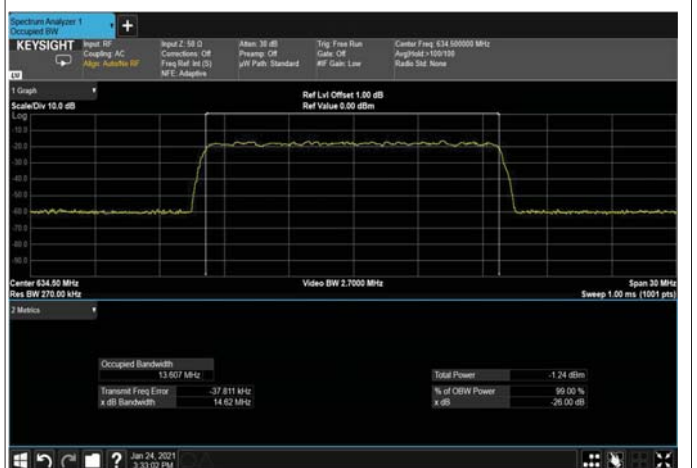 Spectrum Analyzer 1
Occupied BW
+
KEYSIGHT
Input: RF
Coupling: AC
Align: Auto/No RF
Input Z: 50 Ω
Corrections: Off
Freq Ref: Int (S)
NFE: Adaptive
Atten: 30 dB
Preamp: Off
µW Path: Standard
Trig: Free Run
Gate: Off
#IF Gain: Low
Center Freq: 634.500000 MHz
Avg|Hold:>100/100
Radio Std: None
1 Graph
Scale/Div 10.0 dB
Ref Lvl Offset 1.00 dB
Ref Value 0.00 dBm
Log
-10.0
-20.0
-30.0
-40.0
-50.0
-60.0
-70.0
-80.0
-90.0
Center 634.50 MHz
Video BW 2.7000 MHz
Span 30 MHz
Res BW 270.00 kHz
Sweep 1.00 ms (1001 pts)
2 Metrics
Occupied Bandwidth
13.607 MHz
Total Power -1.24 dBm
Transmit Freq Error -37.811 kHz
% of OBW Power 99.00 %
x dB Bandwidth 14.62 MHz
x dB -26.00 dB
?
Jan 24, 2021
3:33:02 PM